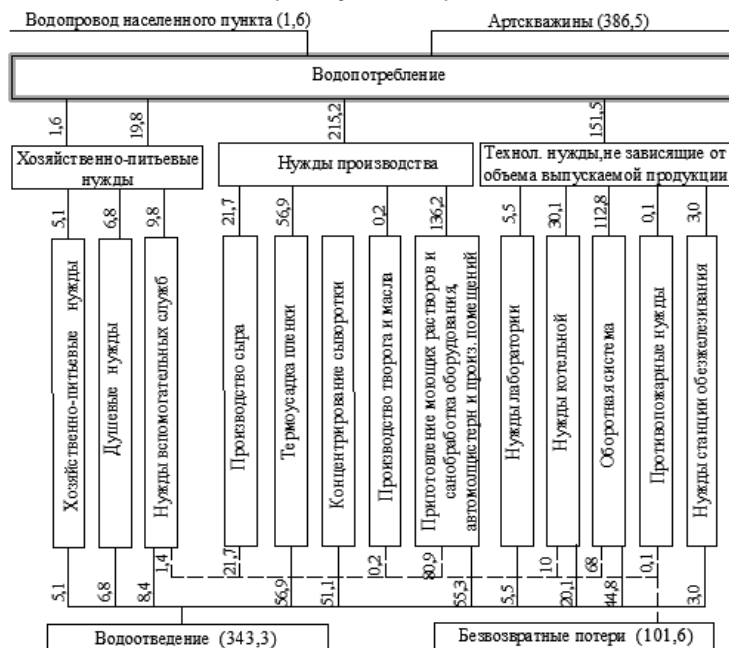 Водопровод населенного пункта (1,6)
Артскважины (386,5)
Водопотребление
1,6
19,8
215,2
151,5
Хозяйственно-питьевые
нужды
Нужды производства
Технол. нужды,не зависящие от
объема выпускаемой продукции
5,1
6,8
9,8
21,7
56,9
0,2
136,2
5,5
30,1
112,8
0,1
3,0
Хозяйственно-питьевые нужды
Душевые нужды
Нужды вспомогательных служб
Производство сыра
Термоусадка пленки
Концентрирование сыворотки
Производство творога и масла
Приготовление моющих растворов и
санобработка оборудования,
автомолцистерн и произ. помещений
Нужды лаборатории
Нужды котельной
Оборотная система
Противопожарные нужды
Нужды станции обезжелезивания
1,4
21,7
0,2
80,9
10
68
0,1
5,1
6,8
8,4
56,9
51,1
55,3
5,5
20,1
44,8
3,0
Водоотведение (343,3)
Безвозвратные потери (101,6)